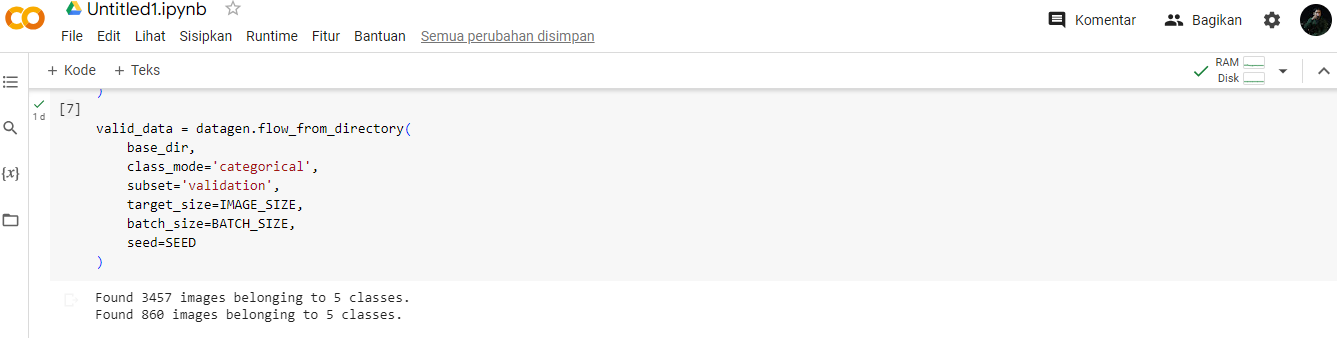 Untitled1.ipynb
File Edit Lihat Sisipkan Runtime Fitur Bantuan Semua perubahan disimpan
Komentar Bagikan
+ Kode + Teks
RAM
Disk
)
[7]
1 d
valid_data = datagen.flow_from_directory(
base_dir,
class_mode='categorical',
subset='validation',
target_size=IMAGE_SIZE,
batch_size=BATCH_SIZE,
seed=SEED
)
{x}
Found 3457 images belonging to 5 classes.
Found 860 images belonging to 5 classes.